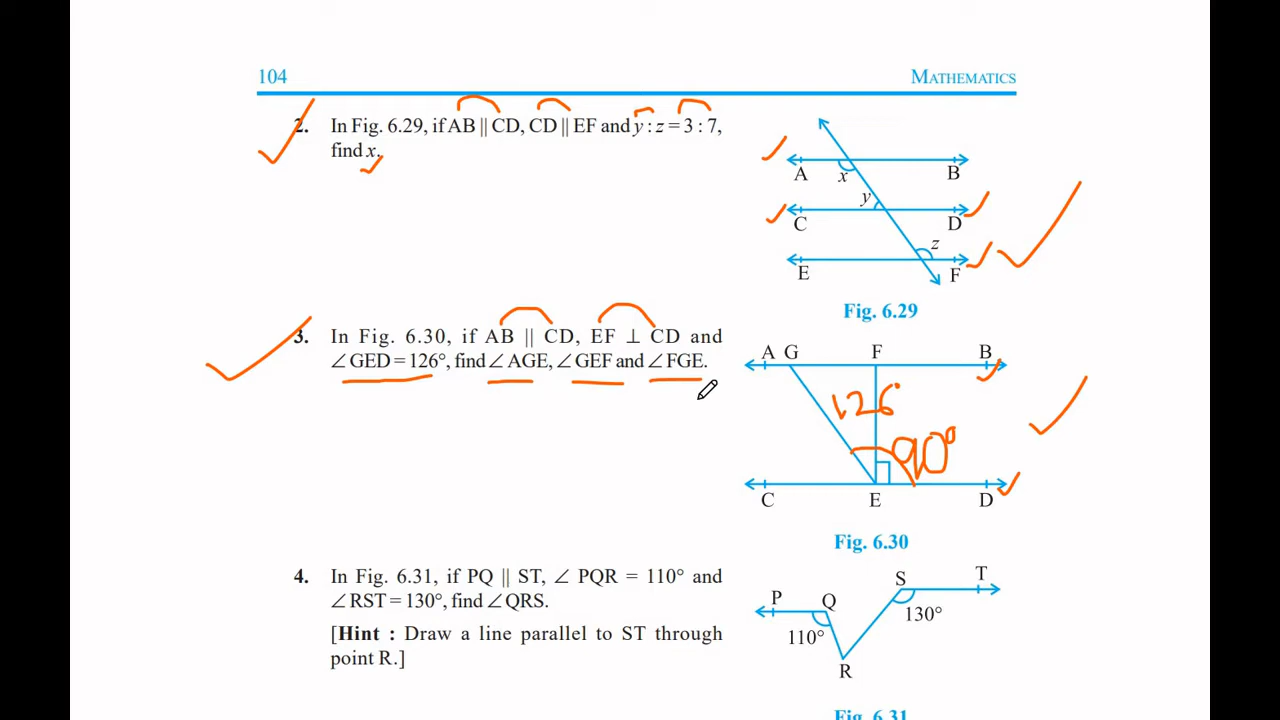 104 MATHEMATICS
2. In Fig. 6.29, if AB || CD, CD || EF and y : z = 3 : 7,
find x.
A x B
y
C D
z
E F
Fig. 6.29
3. In Fig. 6.30, if AB || CD, EF ⊥ CD and
∠GED = 126°, find ∠AGE, ∠GEF and ∠FGE.
A G F B
126°
90°
C E D
Fig. 6.30
4. In Fig. 6.31, if PQ || ST, ∠ PQR = 110° and
∠RST = 130°, find ∠QRS.
[Hint : Draw a line parallel to ST through
point R.]
S T
P Q
130°
110°
R
Fig. 6.31